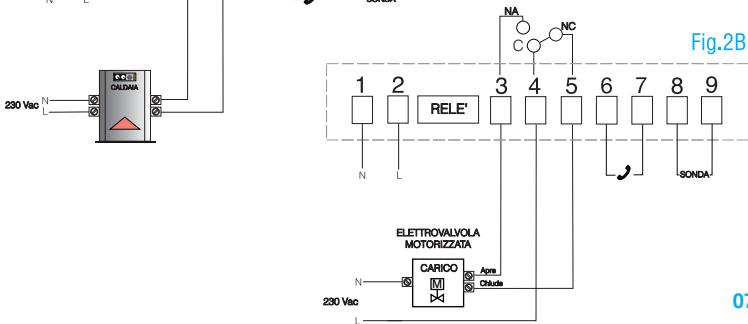 N L
SONDA
NA
NC
C
Fig.2B
1 2 RELE' 3 4 5 6 7 8 9
CALDAIA
230 Vac N
L
N L
SONDA
ELETTROVALVOLA
MOTORIZZATA
CARICO
Apre
Chiude
M
N
230 Vac
L
07